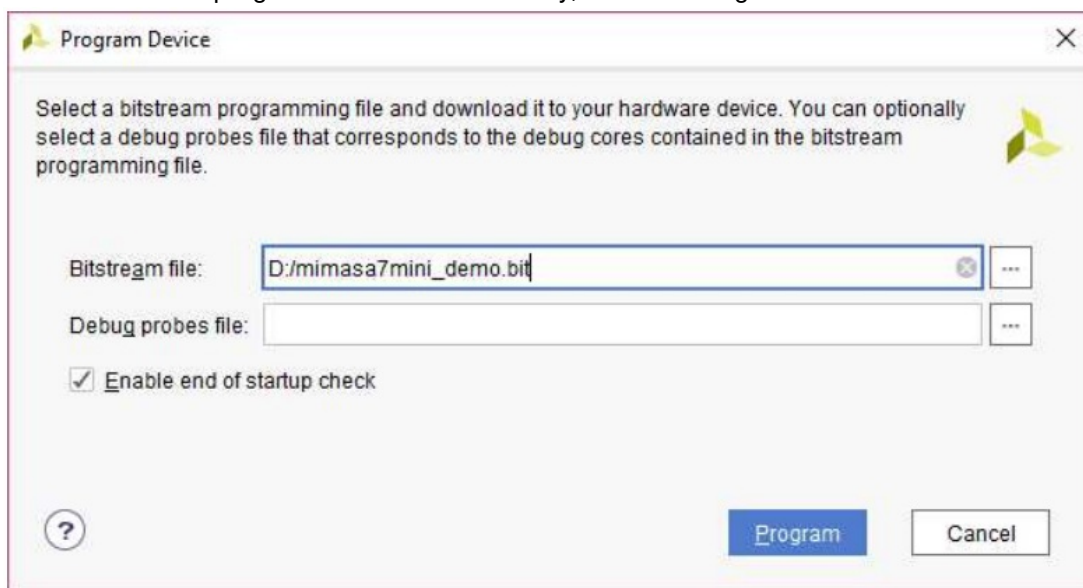 Program Device
Select a bitstream programming file and download it to your hardware device. You can optionally
select a debug probes file that corresponds to the debug cores contained in the bitstream
programming file.
Bitstream file: D:/mimasa7mini_demo.bit ...
Debug probes file: ...
Enable end of startup check
? Program Cancel